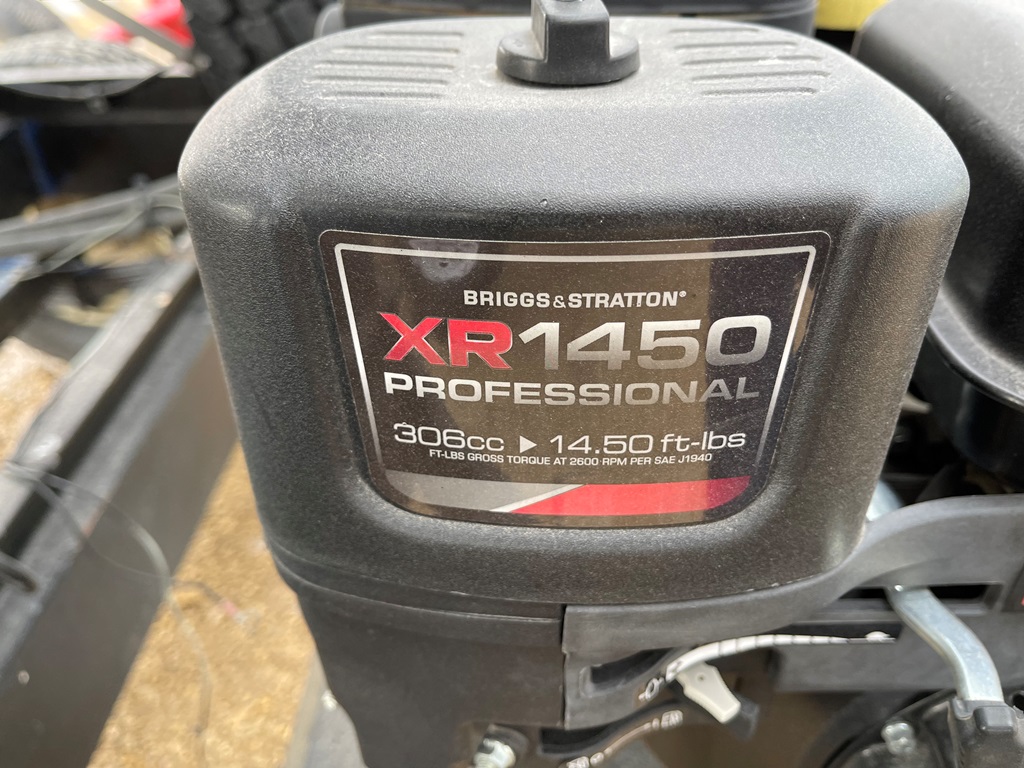 BRIGGS&STRATTON®
XR1450
PROFESSIONAL
306cc ▶ 14.50 ft-lbs
FT-LBS GROSS TORQUE AT 2600 RPM PER SAE J1940